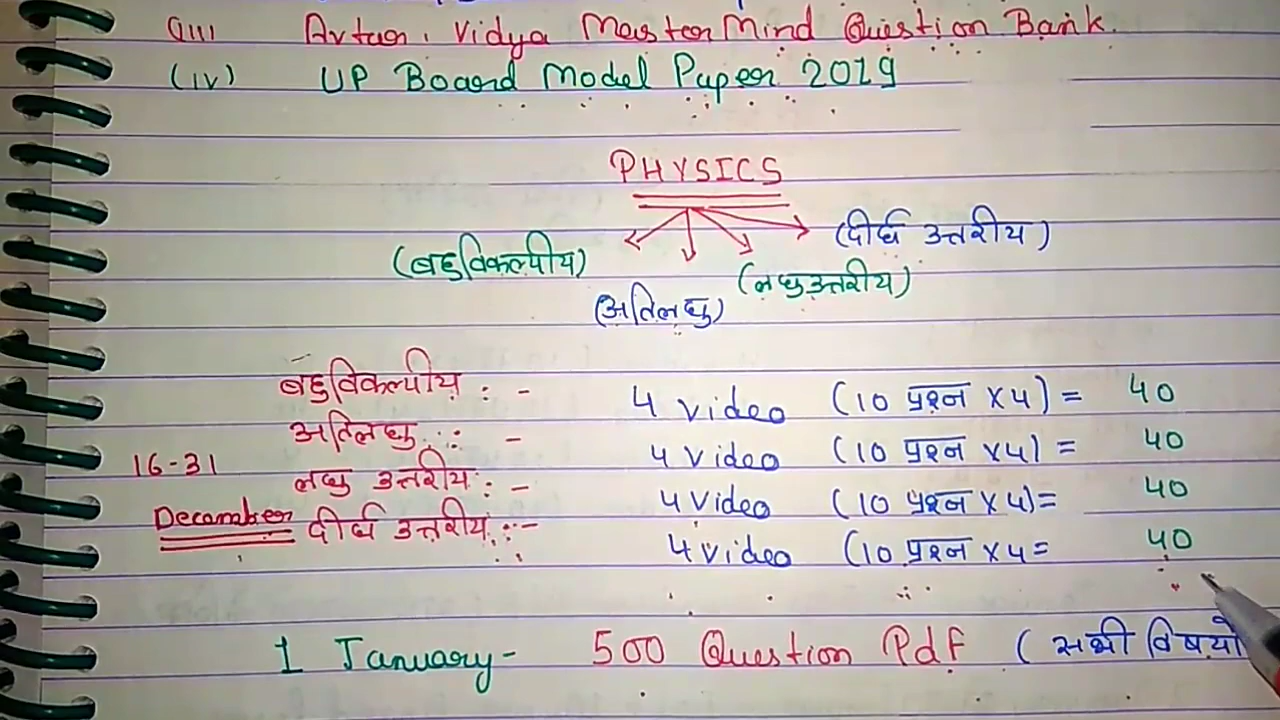 (iii) Arvan. Vidya Master Mind Question Bank.
(iv) UP Board Model Paper 2019
PHYSICS
(बहुविकल्पीय) (अतिलघु) (लघुउत्तरीय) (दीर्घ उत्तरीय)
बहुविकल्पीय : - 4 video (10 प्रश्न x4) = 40
अतिलघु : - 4 video (10 प्रश्न x4) = 40
16-31 लघु उत्तरीय : - 4 video (10 प्रश्न x4) = 40
December दीर्घ उत्तरीय : - 4 video (10 प्रश्न x4 = 40
1 January - 500 Question Pdf (सभी विषयो